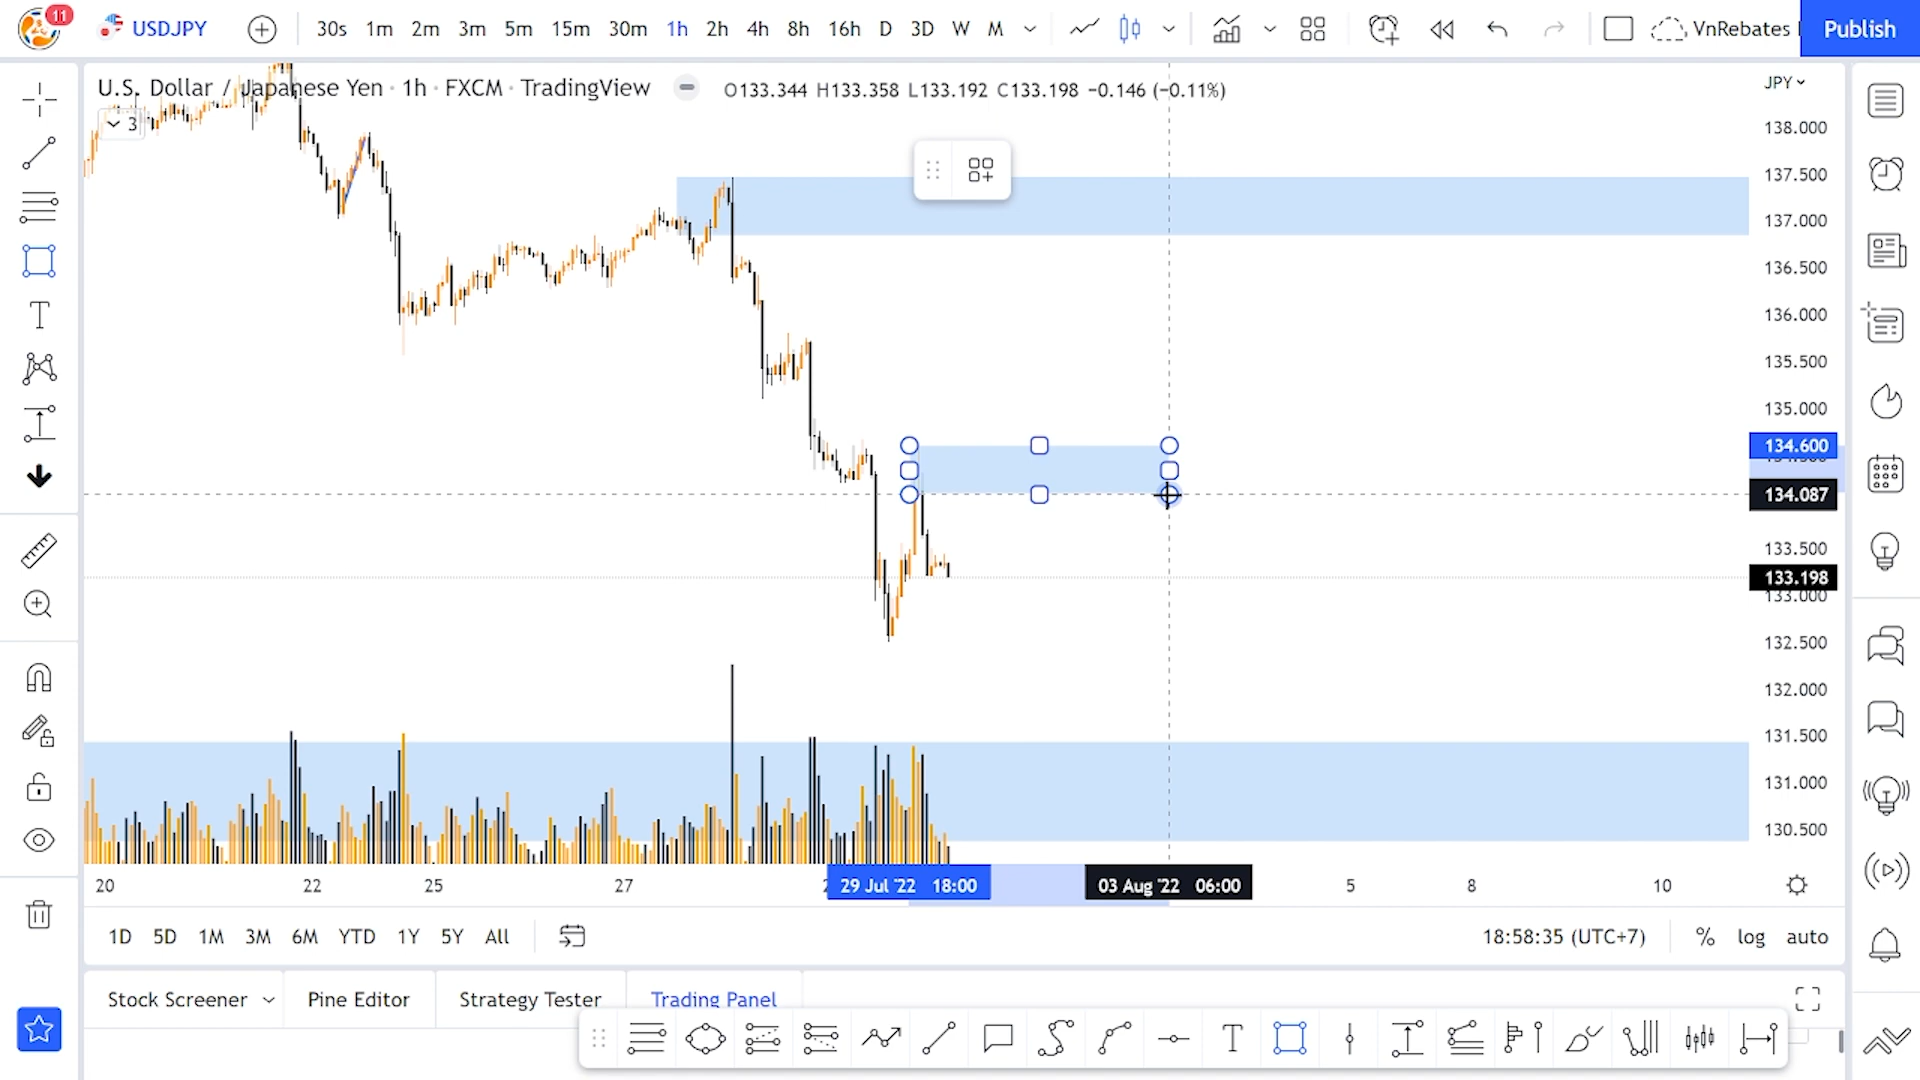 11
USDJPY
30s 1m 2m 3m 5m 15m 30m 1h 2h 4h 8h 16h D 3D W M
VnRebates
Publish
U.S. Dollar / Japanese Yen · 1h · FXCM · TradingView
O133.344 H133.358 L133.192 C133.198 −0.146 (−0.11%)
JPY
3
138.000
137.500
137.000
136.500
136.000
135.500
135.000
134.600
134.087
133.500
133.198
133.000
132.500
132.000
131.500
131.000
130.500
20 22 25 27 29 Jul '22 18:00 03 Aug '22 06:00 5 8 10
1D 5D 1M 3M 6M YTD 1Y 5Y All
18:58:35 (UTC+7) % log auto
Stock Screener Pine Editor Strategy Tester Trading Panel
T